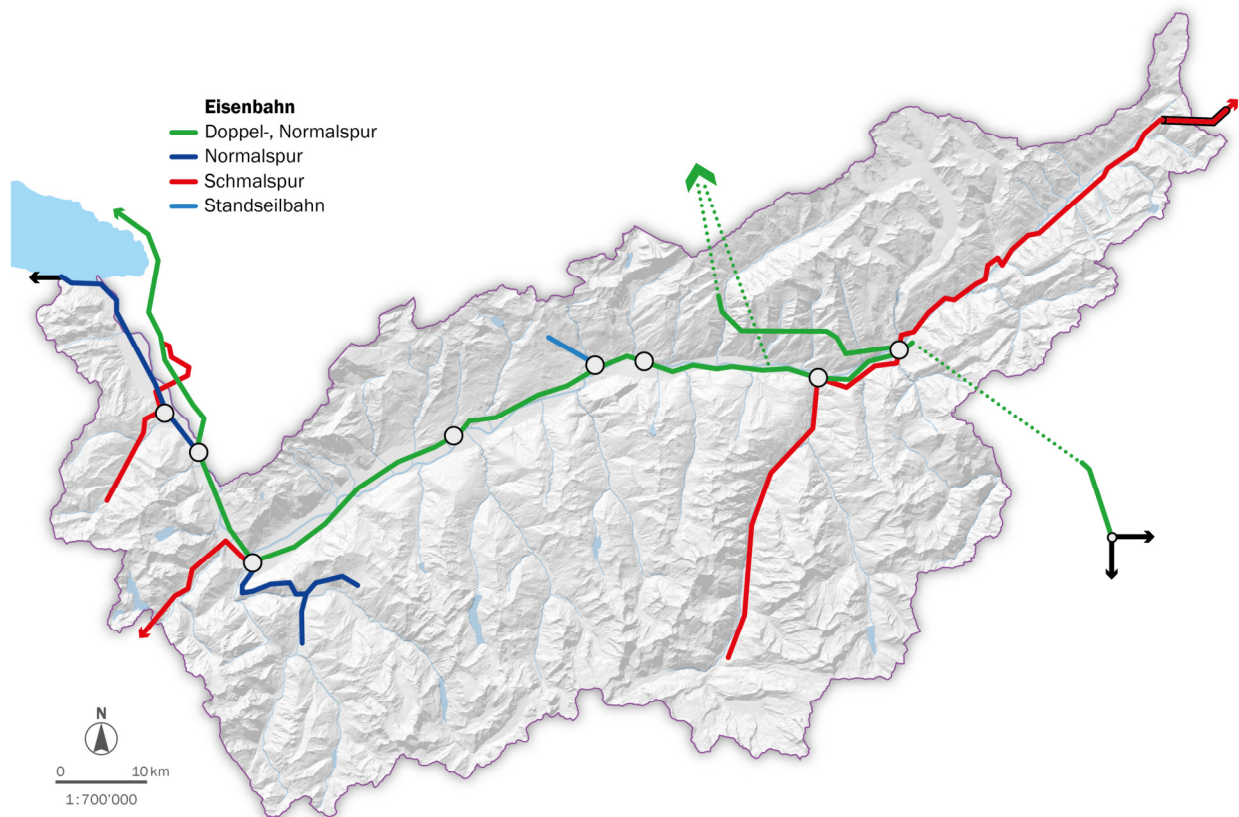 Eisenbahn
Doppel-, Normalspur
Normalspur
Schmalspur
Standseilbahn
N
0 10 km
1:700'000